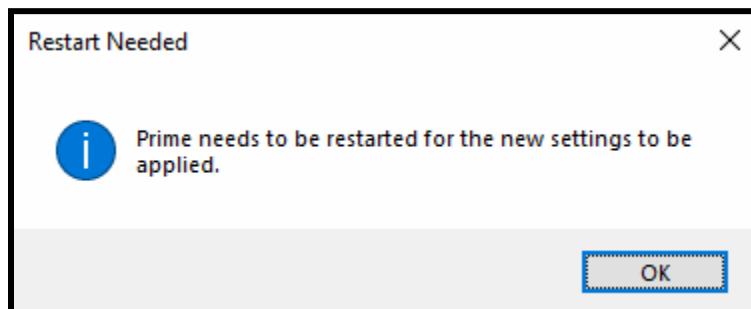 Restart Needed
Prime needs to be restarted for the new settings to be
applied.
OK